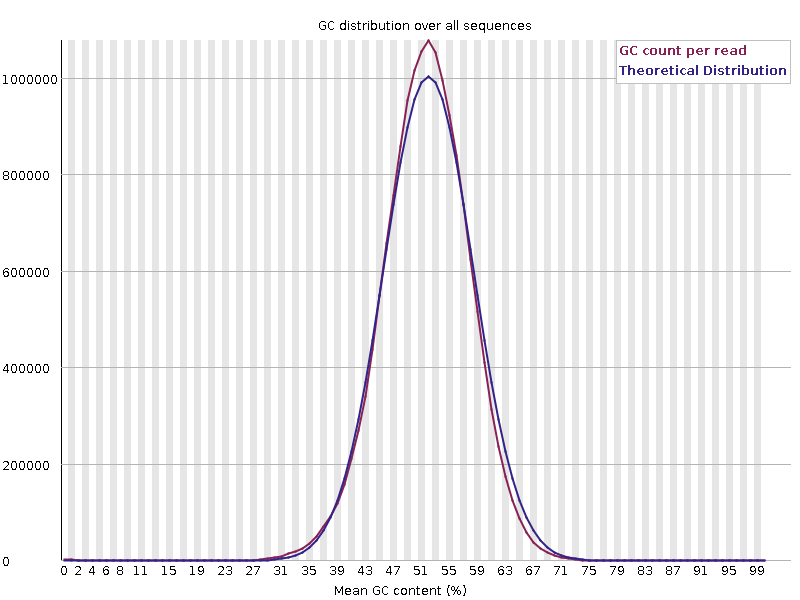 GC distribution over all sequences
GC count per read
Theoretical Distribution
1000000
800000
600000
400000
200000
0
0 2 4 6 8 11 15 19 23 27 31 35 39 43 47 51 55 59 63 67 71 75 79 83 87 91 95 99
Mean GC content (%)